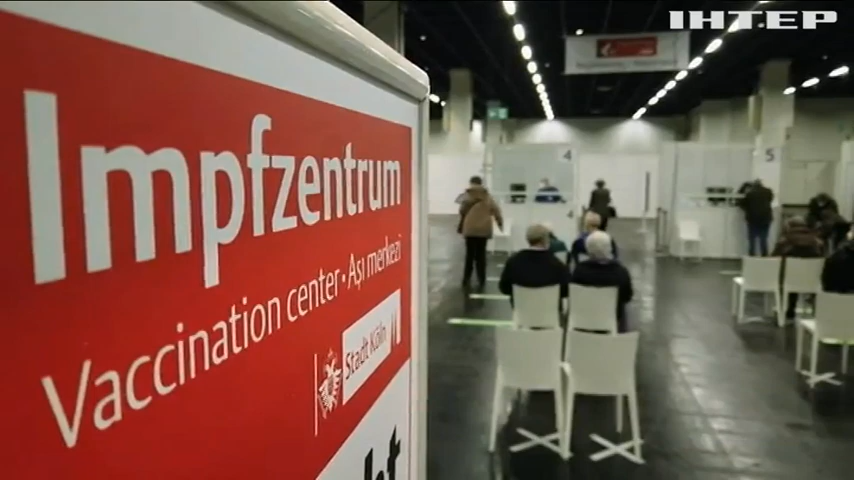 ІНТЕР
Impfzentrum
Vaccination center · Aşı merkezi
Stadt Köln
4
5